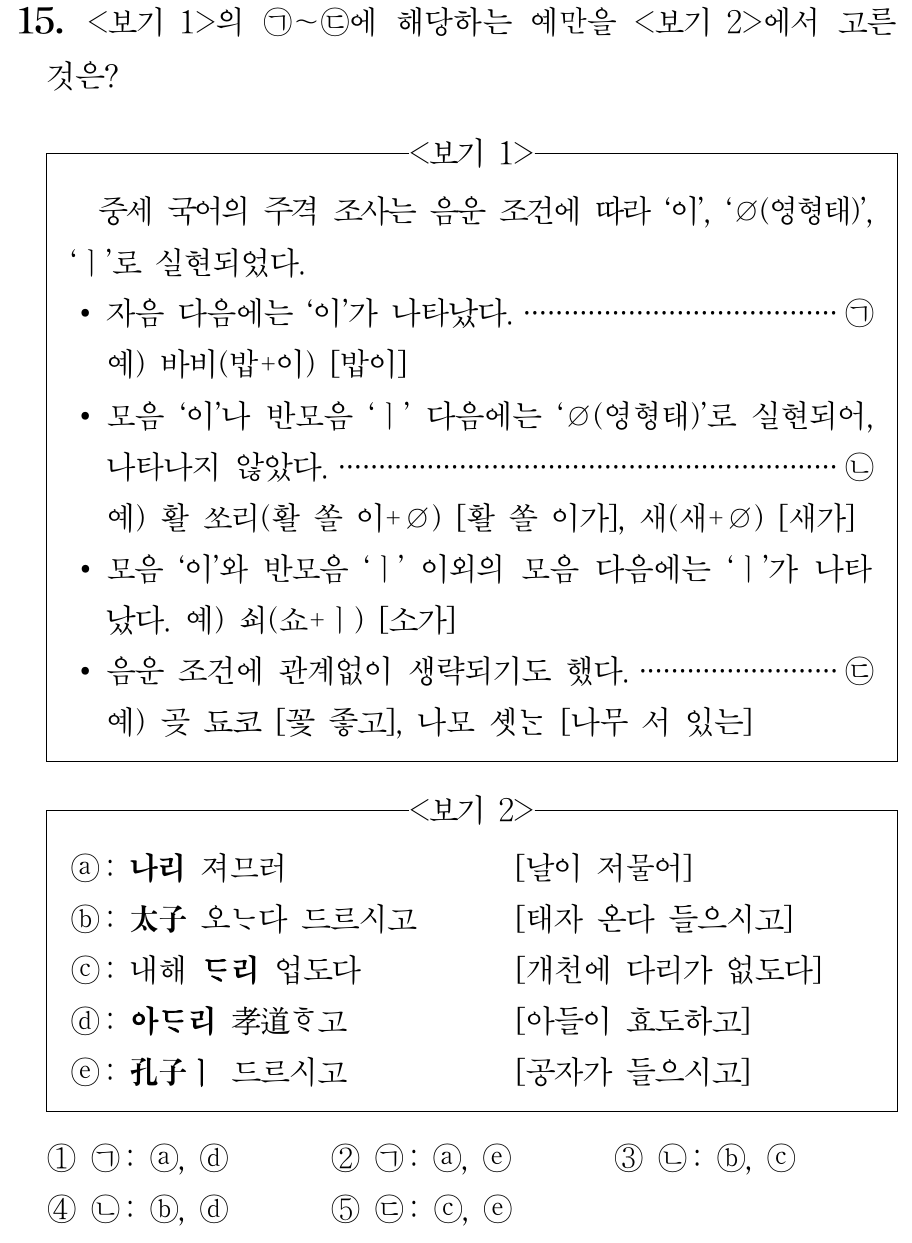 15. <보기 1>의 ㉠~㉢에 해당하는 예만을 <보기 2>에서 고른
것은?
<보기 1>
중세 국어의 주격 조사는 음운 조건에 따라 ‘이’, ‘∅(영형태)’,
‘ㅣ’로 실현되었다.
• 자음 다음에는 ‘이’가 나타났다. ⋯⋯⋯⋯⋯⋯⋯⋯⋯⋯⋯⋯ ㉠
예) 바비(밥+이) [밥이]
• 모음 ‘이’나 반모음 ‘ㅣ’ 다음에는 ‘∅(영형태)’로 실현되어,
나타나지 않았다. ⋯⋯⋯⋯⋯⋯⋯⋯⋯⋯⋯⋯⋯⋯⋯⋯⋯⋯ ㉡
예) 활 쏘리(활 쏠 이+∅) [활 쏠 이가], 새(새+∅) [새가]
• 모음 ‘이’와 반모음 ‘ㅣ’ 이외의 모음 다음에는 ‘ㅣ’가 나타
났다. 예) 쇠(쇼+ㅣ) [소가]
• 음운 조건에 관계없이 생략되기도 했다. ⋯⋯⋯⋯⋯⋯⋯⋯ ㉢
예) 곶 됴코 [꽃 좋고], 나모 솃ᄂᆞᆫ [나무 서 있는]
<보기 2>
ⓐ: 나리 져므러 [날이 저물어]
ⓑ: 太子 오ᄂᆞ다 드르시고 [태자 온다 들으시고]
ⓒ: 내해 ᄃᆞ리 업도다 [개천에 다리가 없도다]
ⓓ: 아ᄃᆞ리 孝道ᄒᆞ고 [아들이 효도하고]
ⓔ: 孔子ㅣ 드르시고 [공자가 들으시고]
① ㉠: ⓐ, ⓓ ② ㉠: ⓐ, ⓔ ③ ㉡: ⓑ, ⓒ
④ ㉡: ⓑ, ⓓ ⑤ ㉢: ⓒ, ⓔ